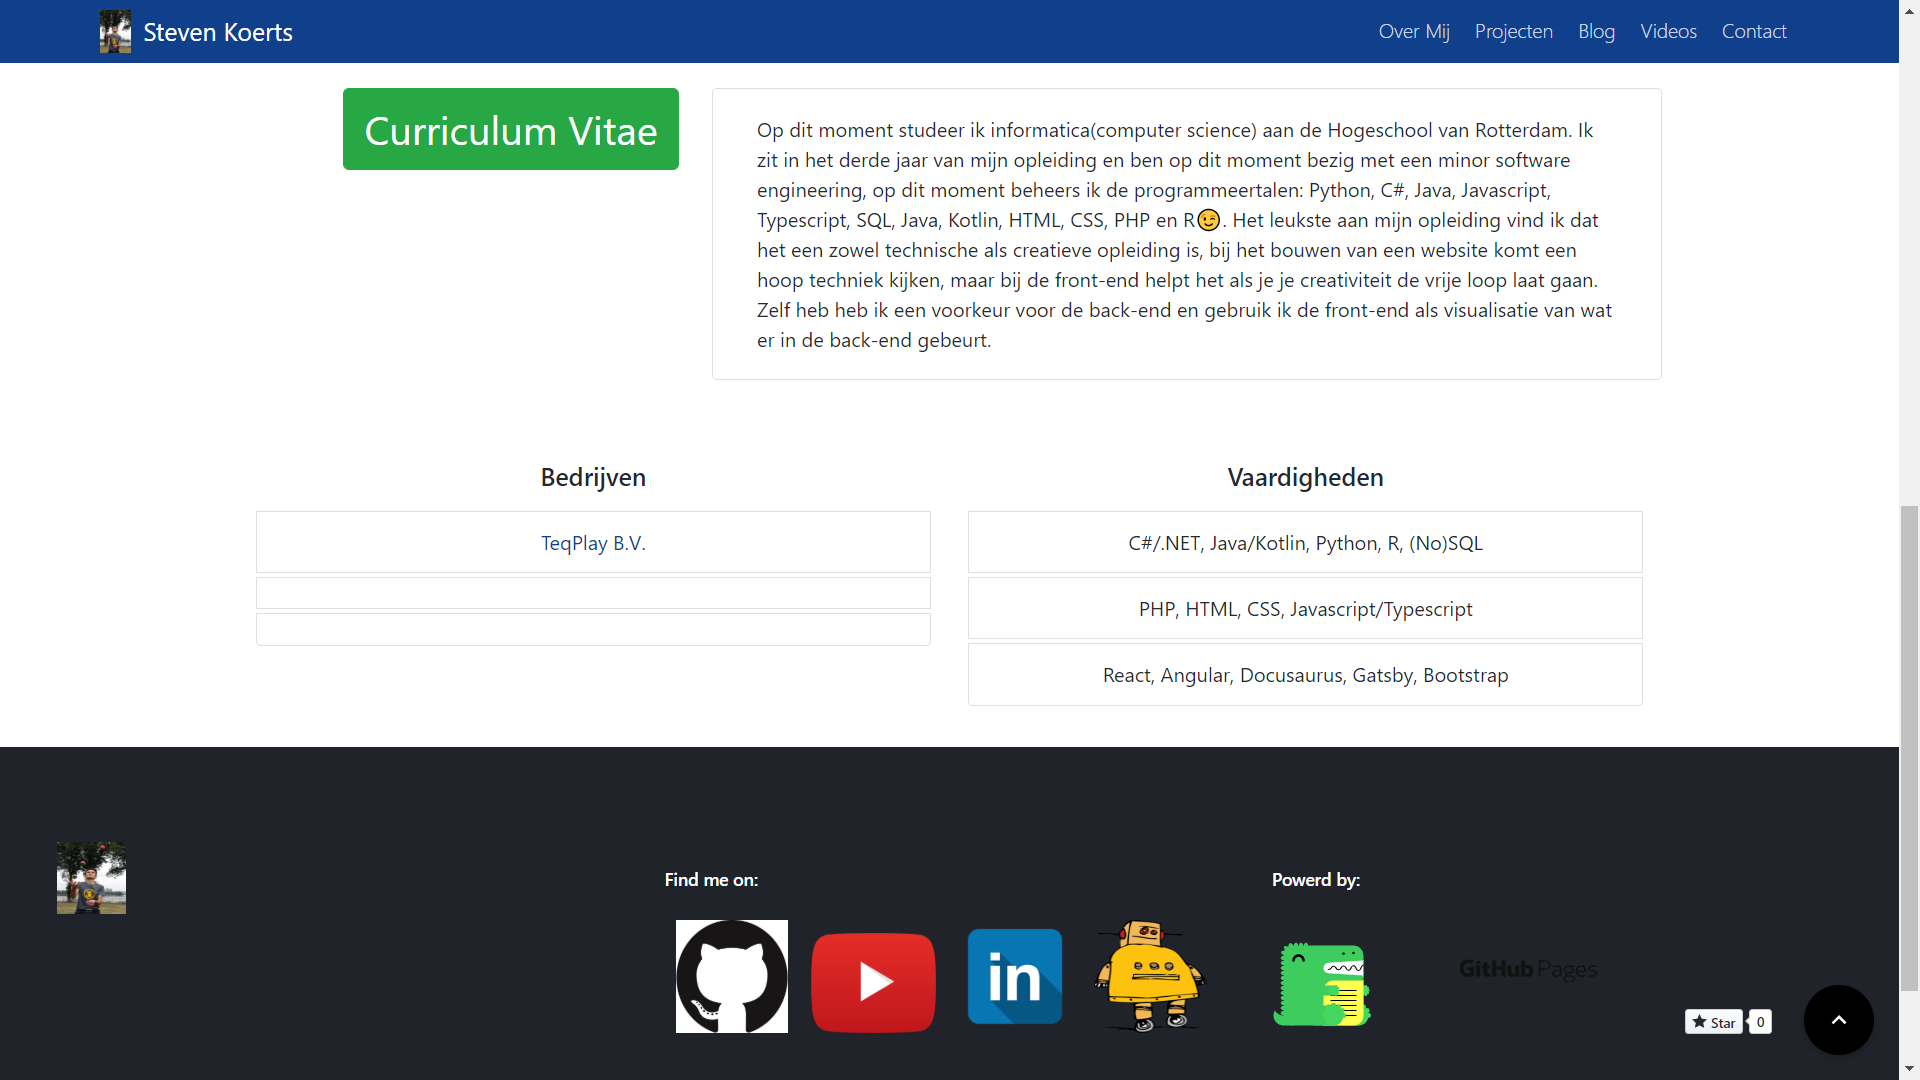 Steven Koerts
Over Mij
Projecten
Blog
Videos
Contact
Curriculum Vitae
Op dit moment studeer ik informatica(computer science) aan de Hogeschool van Rotterdam. Ik
zit in het derde jaar van mijn opleiding en ben op dit moment bezig met een minor software
engineering, op dit moment beheers ik de programmeertalen: Python, C#, Java, Javascript,
Typescript, SQL, Java, Kotlin, HTML, CSS, PHP en R😉. Het leukste aan mijn opleiding vind ik dat
het een zowel technische als creatieve opleiding is, bij het bouwen van een website komt een
hoop techniek kijken, maar bij de front-end helpt het als je je creativiteit de vrije loop laat gaan.
Zelf heb heb ik een voorkeur voor de back-end en gebruik ik de front-end als visualisatie van wat
er in de back-end gebeurt.
Bedrijven
TeqPlay B.V.
Vaardigheden
C#/.NET, Java/Kotlin, Python, R, (No)SQL
PHP, HTML, CSS, Javascript/Typescript
React, Angular, Docusaurus, Gatsby, Bootstrap
Find me on:
in
Powerd by:
GitHub Pages
Star
0